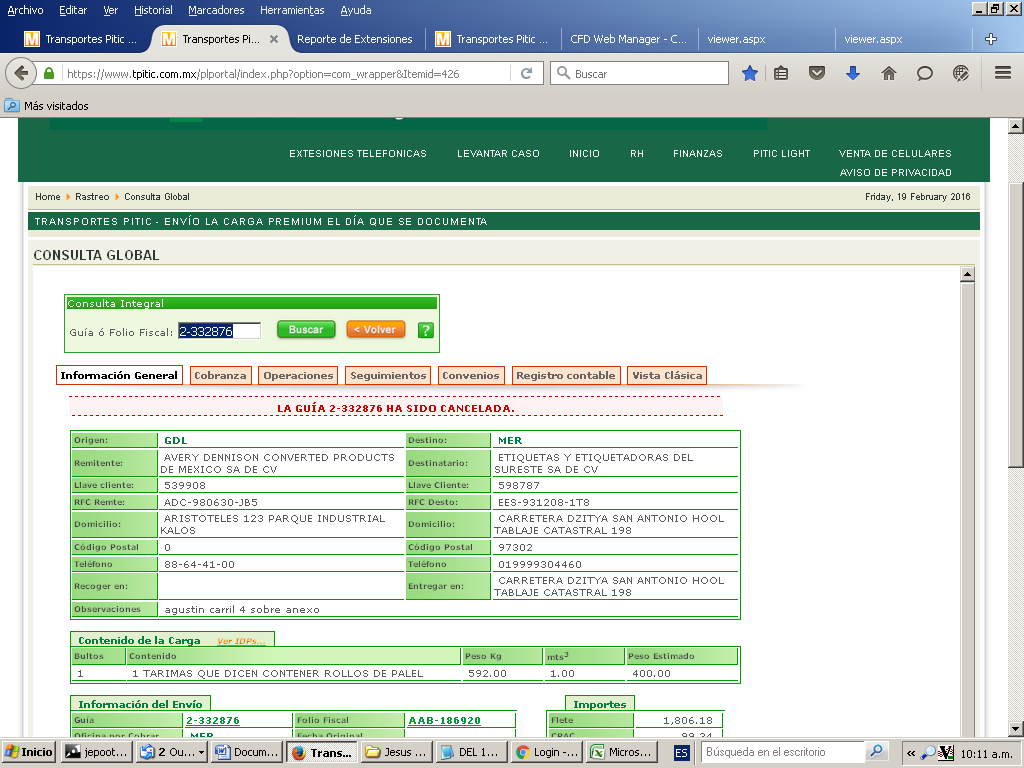 Archivo Editar Ver Historial Marcadores Herramientas Ayuda
Transportes Pitic ... Transportes Pi... × Reporte de Extensiones Transportes Pitic ... CFD Web Manager - C... viewer.aspx viewer.aspx
https://www.tpitic.com.mx/plportal/index.php?option=com_wrapper&Itemid=426 Buscar
Más visitados
EXTESIONES TELEFONICAS LEVANTAR CASO INICIO RH FINANZAS PITIC LIGHT VENTA DE CELULARES
AVISO DE PRIVACIDAD
Home Rastreo Consulta Global Friday, 19 February 2016
TRANSPORTES PITIC - ENVÍO LA CARGA PREMIUM EL DÍA QUE SE DOCUMENTA
CONSULTA GLOBAL
Consulta Integral
Guía ó Folio Fiscal: 2-332876 Buscar < Volver ?
Información General Cobranza Operaciones Seguimientos Convenios Registro contable Vista Clásica
LA GUÍA 2-332876 HA SIDO CANCELADA.
Origen: GDL Destino: MER
Remitente: AVERY DENNISON CONVERTED PRODUCTS DE MEXICO SA DE CV Destinatario: ETIQUETAS Y ETIQUETADORAS DEL SURESTE SA DE CV
Llave cliente: 539908 Llave Cliente: 598787
RFC Remte: ADC-980630-JB5 RFC Desto: EES-931208-1T8
Domicilio: ARISTOTELES 123 PARQUE INDUSTRIAL KALOS Domicilio: CARRETERA DZITYA SAN ANTONIO HOOL TABLAJE CATASTRAL 198
Código Postal 0 Código Postal 97302
Teléfono 88-64-41-00 Teléfono 019999304460
Recoger en: Entregar en: CARRETERA DZITYA SAN ANTONIO HOOL TABLAJE CATASTRAL 198
Observaciones agustin carril 4 sobre anexo
Contenido de la Carga Ver IDPs...
Bultos Contenido Peso Kg mts3 Peso Estimado
1 1 TARIMAS QUE DICEN CONTENER ROLLOS DE PALEL 592.00 1.00 400.00
Información del Envío Importes
Guía 2-332876 Folio Fiscal AAB-186920 Flete 1,806.18
Oficina por Cobrar MER Fecha Original CPAC 99.34
Inicio jepoot... 2 Ou... Docum... Trans... Jesus ... DEL 1... Login -... Micros... ES Búsqueda en el escritorio « 10:11 a.m.